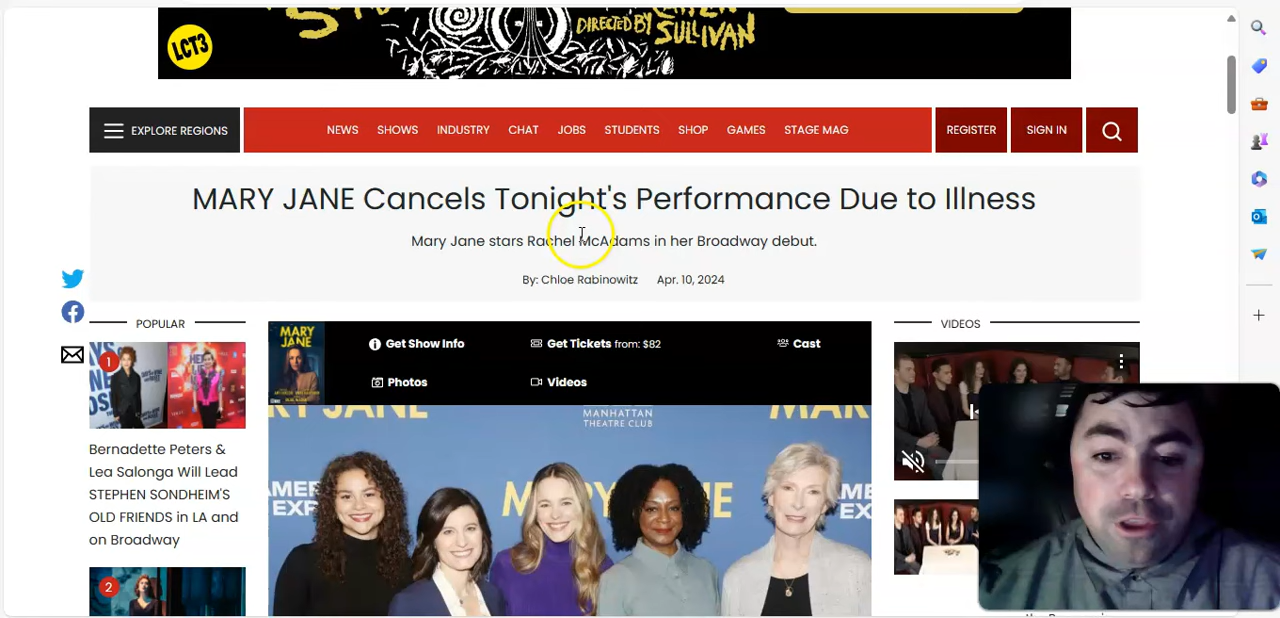 LCT3
DIRECTED BY
SULLIVAN
EXPLORE REGIONS
NEWS SHOWS INDUSTRY CHAT JOBS STUDENTS SHOP GAMES STAGE MAG
REGISTER SIGN IN
MARY JANE Cancels Tonight's Performance Due to Illness
Mary Jane stars Rachel McAdams in her Broadway debut.
By: Chloe Rabinowitz Apr. 10, 2024
POPULAR
1
Bernadette Peters &
Lea Salonga Will Lead
STEPHEN SONDHEIM'S
OLD FRIENDS in LA and
on Broadway
2
MARY
JANE
Get Show Info
Get Tickets from: $82
Cast
Photos
Videos
MANHATTAN
THEATRE CLUB
VIDEOS